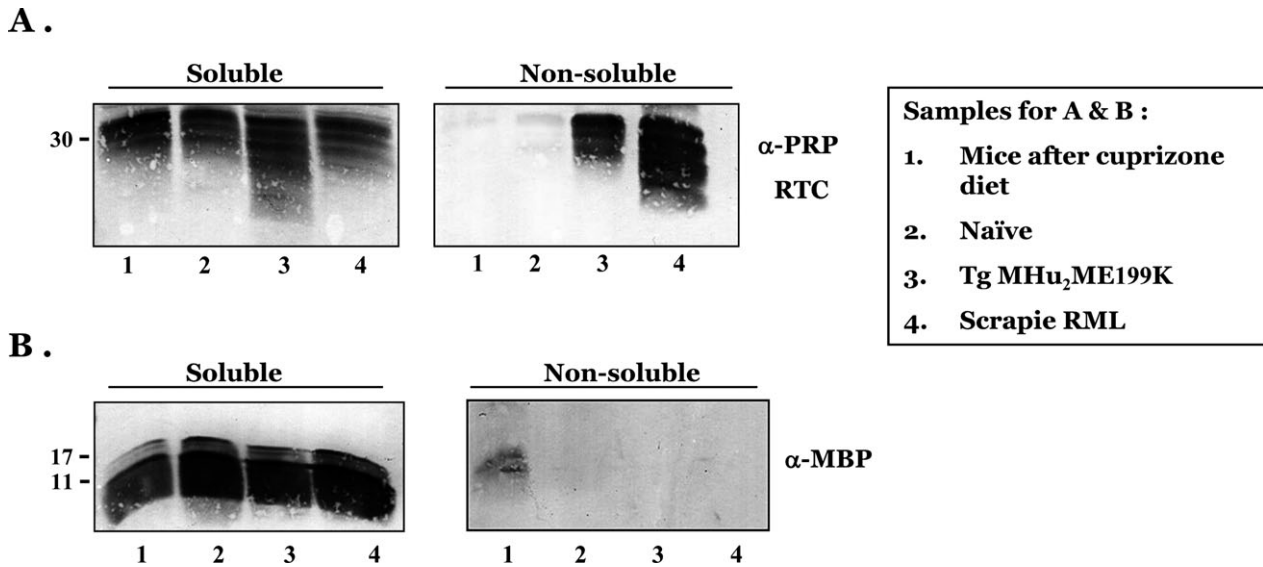 A .
Soluble
Non-soluble
30
α-PRP
RTC
1 2 3 4
1 2 3 4
Samples for A & B :
1. Mice after cuprizone
diet
2. Naïve
3. Tg MHu₂ME199K
4. Scrapie RML
B .
Soluble
Non-soluble
17
11
α-MBP
1 2 3 4
1 2 3 4